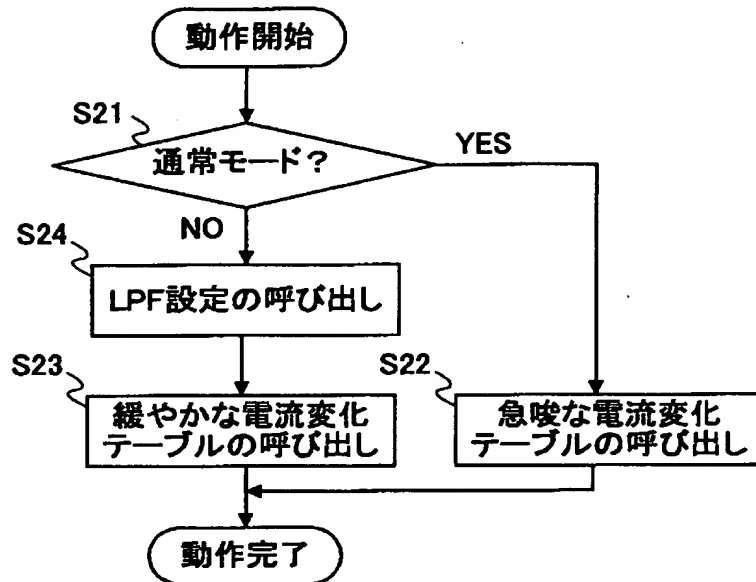 動作開始
S21
通常モード?
YES
NO
S24
LPF設定の呼び出し
S23
緩やかな電流変化
テーブルの呼び出し
S22
急峻な電流変化
テーブルの呼び出し
動作完了